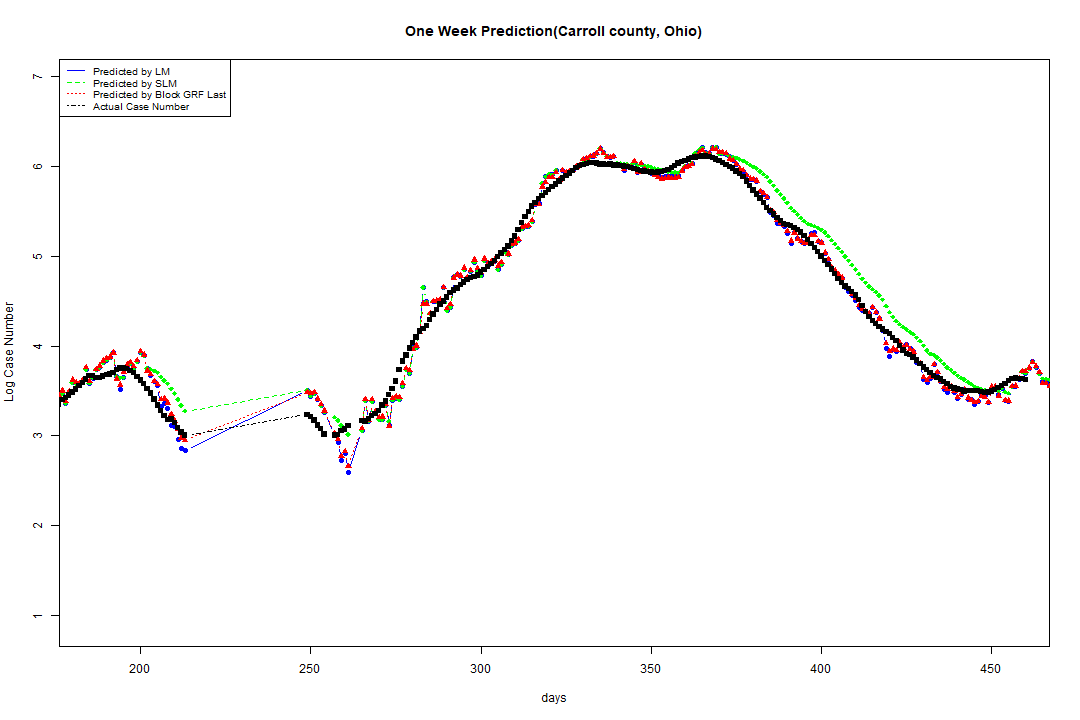 One Week Prediction(Carroll county, Ohio)
Predicted by LM
Predicted by SLM
Predicted by Block GRF Last
Actual Case Number
7
6
5
4
3
2
1
Log Case Number
200 250 300 350 400 450
days